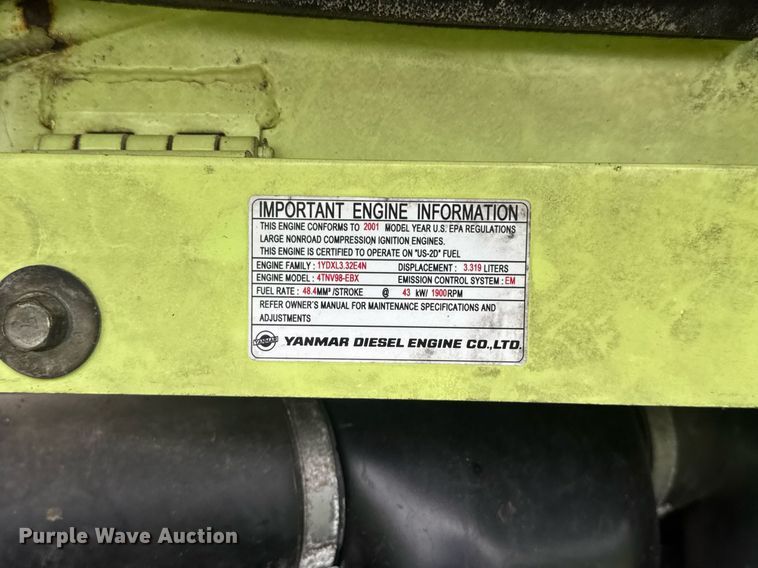 IMPORTANT ENGINE INFORMATION
THIS ENGINE CONFORMS TO 2001 MODEL YEAR U.S. EPA REGULATIONS
LARGE NONROAD COMPRESSION IGNITION ENGINES.
THIS ENGINE IS CERTIFIED TO OPERATE ON "US-2D" FUEL
ENGINE FAMILY : 1YDXL3.32E4N DISPLACEMENT : 3.319 LITERS
ENGINE MODEL : 4TNV98-EBX EMISSION CONTROL SYSTEM : EM
FUEL RATE : 48.4MM³ /STROKE @ 43 kW/ 1900RPM
REFER OWNER'S MANUAL FOR MAINTENANCE SPECIFICATIONS AND
ADJUSTMENTS
YANMAR YANMAR DIESEL ENGINE CO.,LTD.
Purple Wave Auction